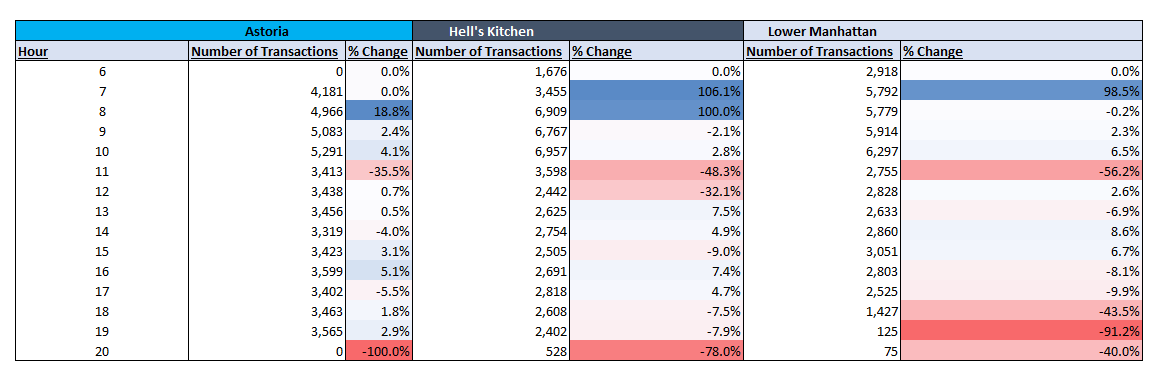 Astoria Hell's Kitchen Lower Manhattan
Hour Number of Transactions % Change Number of Transactions % Change Number of Transactions % Change
6 0 0.0% 1,676 0.0% 2,918 0.0%
7 4,181 0.0% 3,455 106.1% 5,792 98.5%
8 4,966 18.8% 6,909 100.0% 5,779 -0.2%
9 5,083 2.4% 6,767 -2.1% 5,914 2.3%
10 5,291 4.1% 6,957 2.8% 6,297 6.5%
11 3,413 -35.5% 3,598 -48.3% 2,755 -56.2%
12 3,438 0.7% 2,442 -32.1% 2,828 2.6%
13 3,456 0.5% 2,625 7.5% 2,633 -6.9%
14 3,319 -4.0% 2,754 4.9% 2,860 8.6%
15 3,423 3.1% 2,505 -9.0% 3,051 6.7%
16 3,599 5.1% 2,691 7.4% 2,803 -8.1%
17 3,402 -5.5% 2,818 4.7% 2,525 -9.9%
18 3,463 1.8% 2,608 -7.5% 1,427 -43.5%
19 3,565 2.9% 2,402 -7.9% 125 -91.2%
20 0 -100.0% 528 -78.0% 75 -40.0%